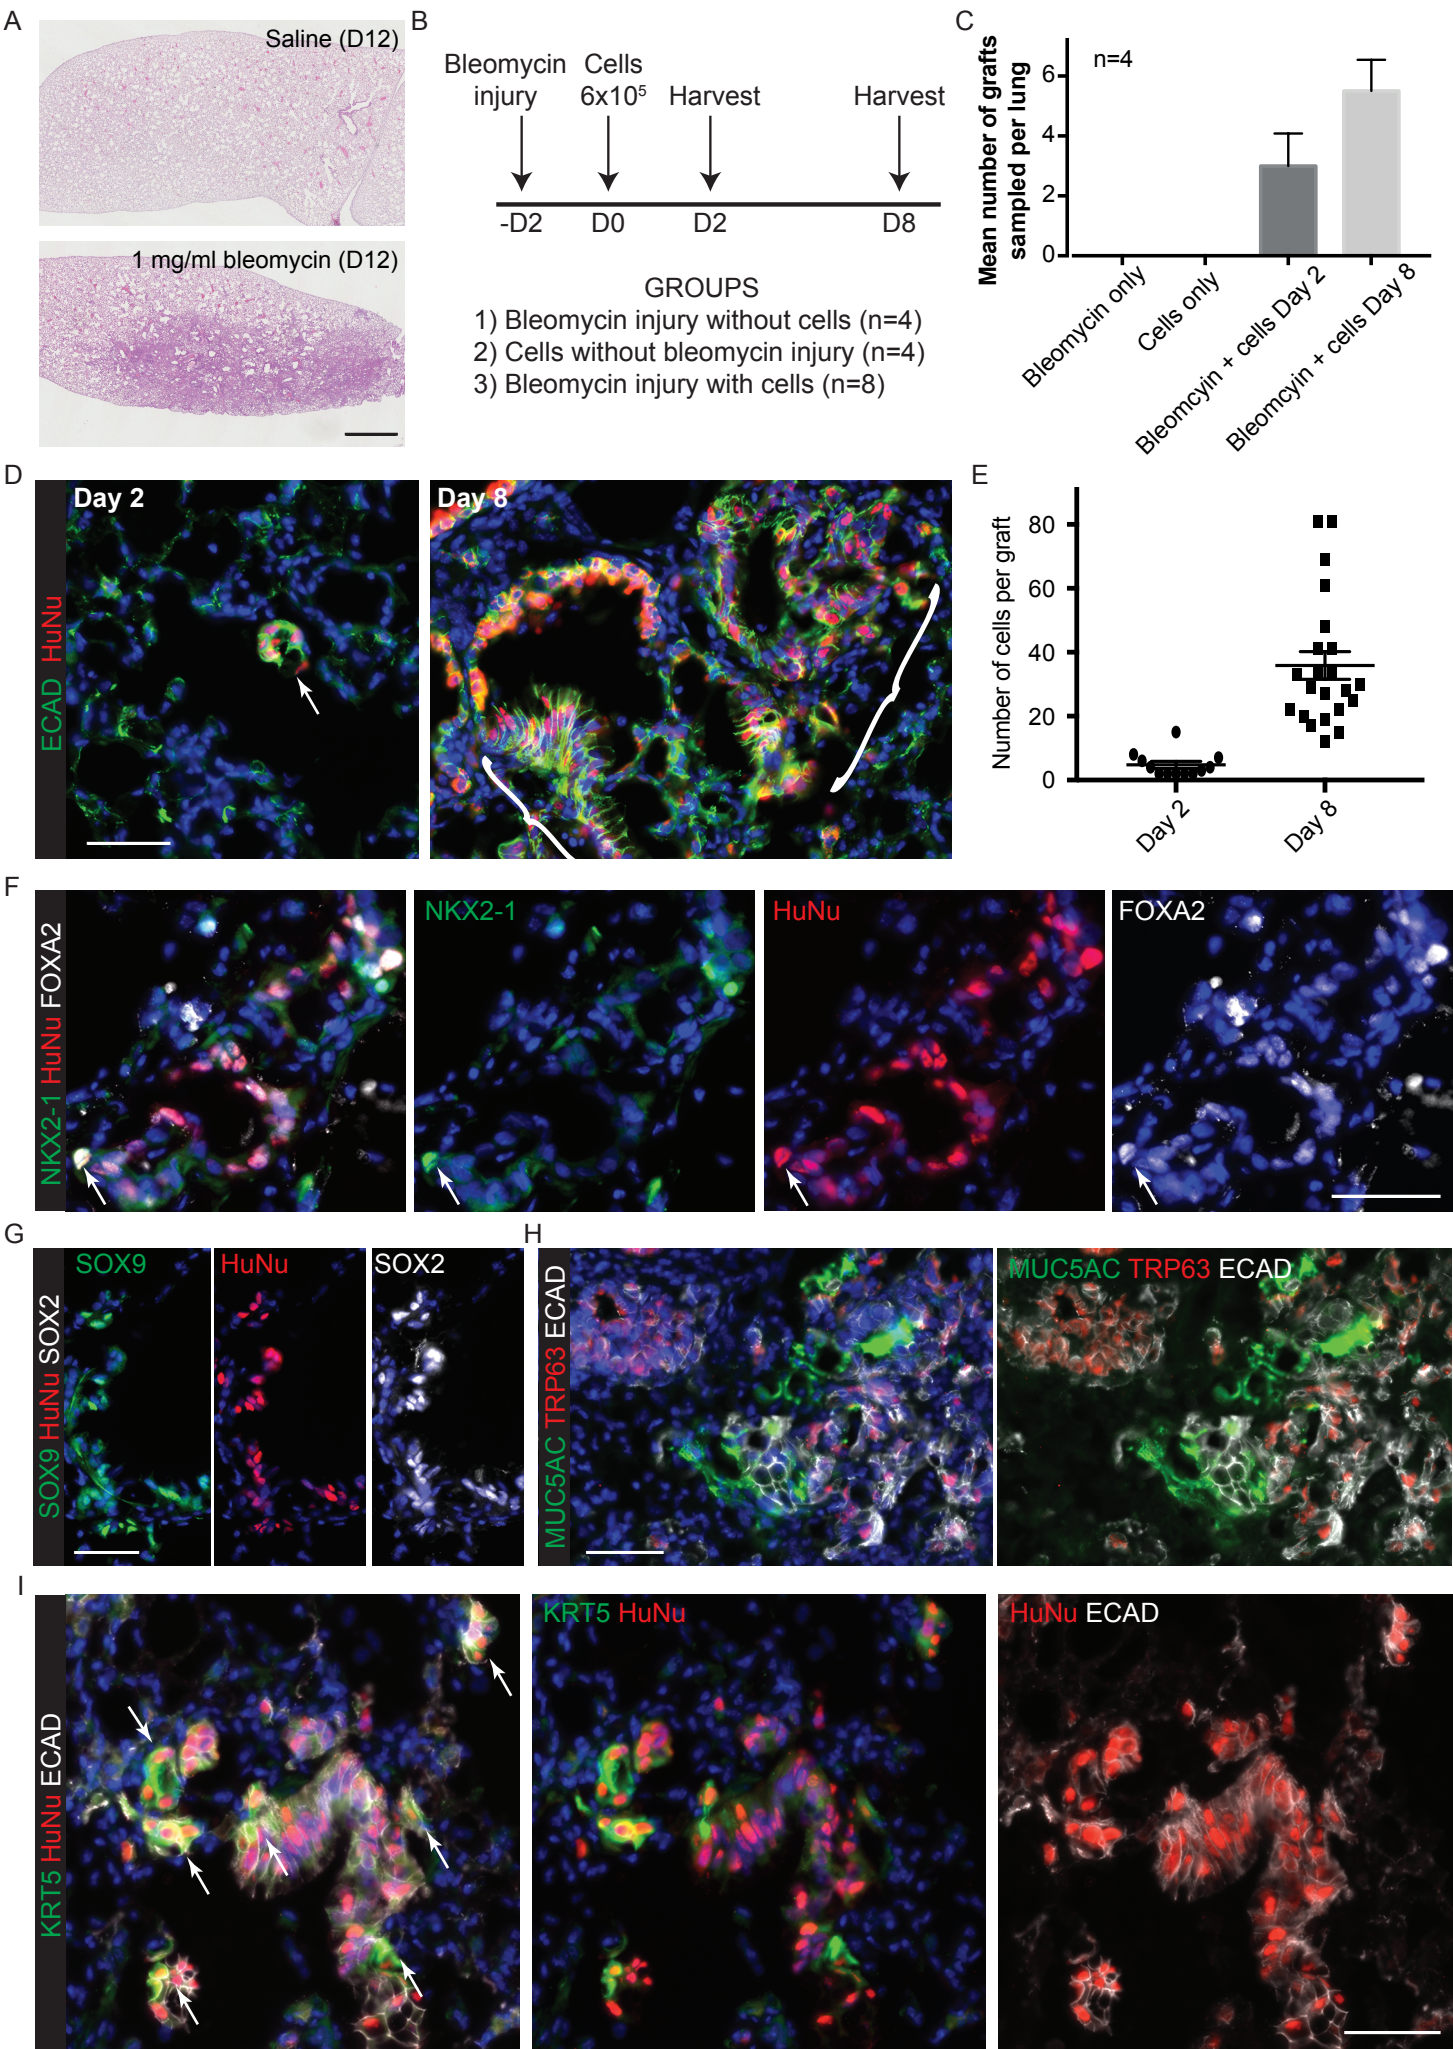 A
Saline (D12)
1 mg/ml bleomycin (D12)
B
Bleomycin injury
Cells 6x10⁵
Harvest
Harvest
-D2 D0 D2 D8
GROUPS
1) Bleomycin injury without cells (n=4)
2) Cells without bleomycin injury (n=4)
3) Bleomycin injury with cells (n=8)
C
Mean number of grafts
sampled per lung
n=4
6
4
2
0
Bleomycin only
Cells only
Bleomcyin + cells Day 2
Bleomcyin + cells Day 8
D
ECAD HuNu
Day 2
Day 8
E
Number of cells per graft
80
60
40
20
0
Day 2
Day 8
F
NKX2-1 HuNu FOXA2
NKX2-1
HuNu
FOXA2
G
SOX9 HuNu SOX2
SOX9
HuNu
SOX2
H
MUC5AC TRP63 ECAD
MUC5AC TRP63 ECAD
I
KRT5 HuNu ECAD
KRT5 HuNu
HuNu ECAD